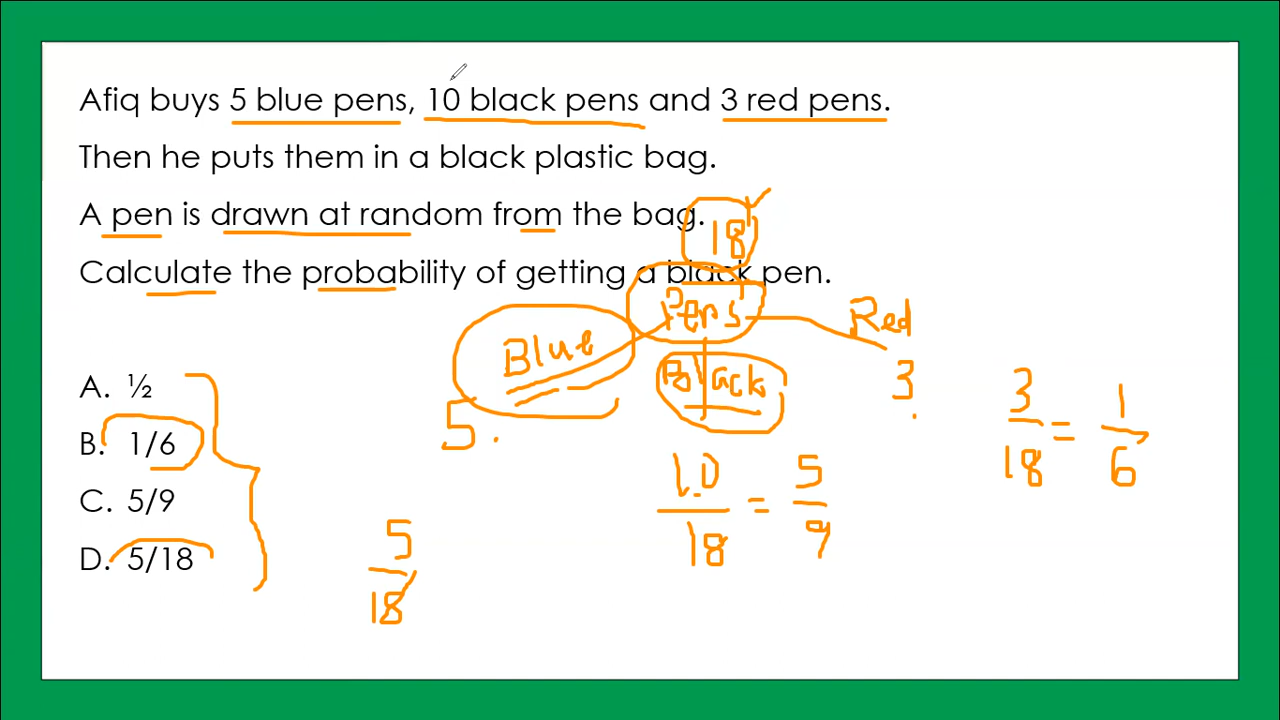 Afiq buys 5 blue pens, 10 black pens and 3 red pens.
Then he puts them in a black plastic bag.
A pen is drawn at random from the bag.
18
Calculate the probability of getting a black pen.
Pens
Red
Blue
Black
3
5
A. ½
B. 1/6
C. 5/9
D. 5/18
3/18 = 1/6
10/18 = 5/9
5/18